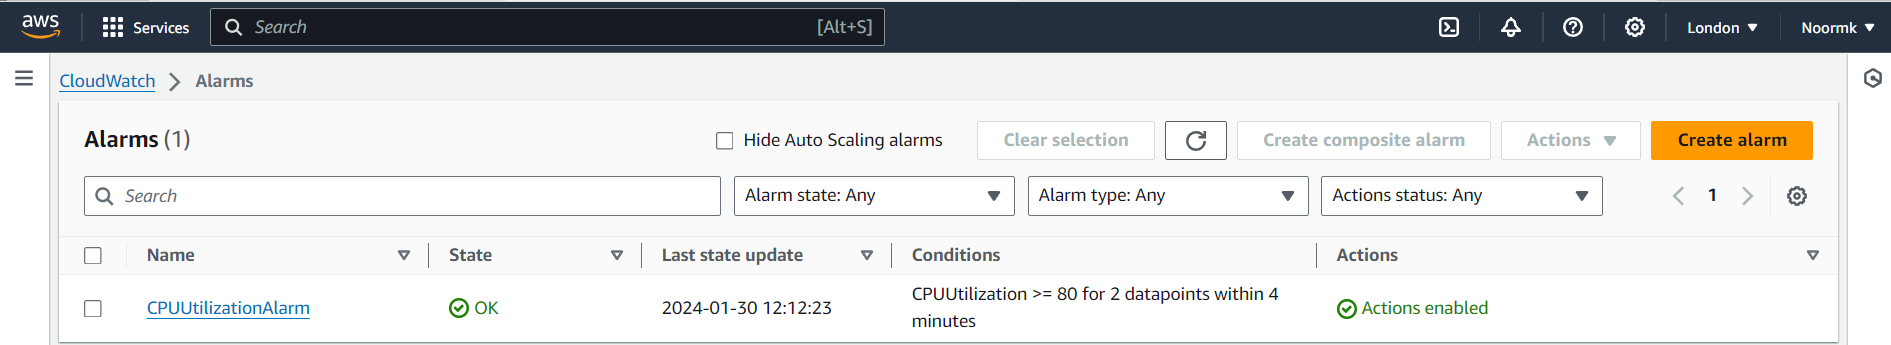 aws
Services
Search
[Alt+S]
London
Noormk
CloudWatch
Alarms
Alarms (1)
Hide Auto Scaling alarms
Clear selection
Create composite alarm
Actions
Create alarm
Search
Alarm state: Any
Alarm type: Any
Actions status: Any
1
Name
State
Last state update
Conditions
Actions
CPUUtilizationAlarm
OK
2024-01-30 12:12:23
CPUUtilization >= 80 for 2 datapoints within 4
minutes
Actions enabled